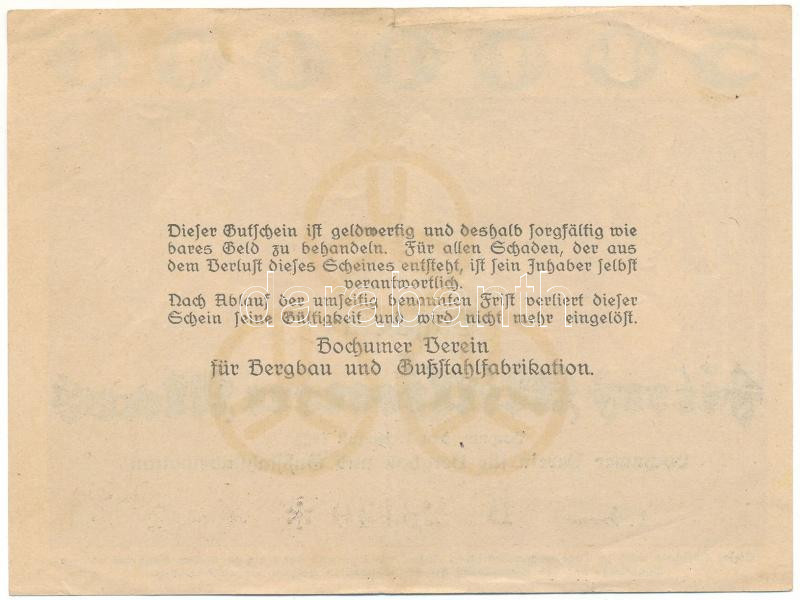 Dieser Gutschein ist geldwertig und deshalb sorgfältig wie
bares Geld zu behandeln. Für allen Schaden, der aus
dem Verlust dieses Scheines entsteht, ist sein Inhaber selbst
verantwortlich.
Nach Ablauf der umseitig benannten Frist verliert dieser
Schein seine Gültigkeit und wird nicht mehr eingelöst.
darabanth
Bochumer Verein
für Bergbau und Gußstahlfabrikation.